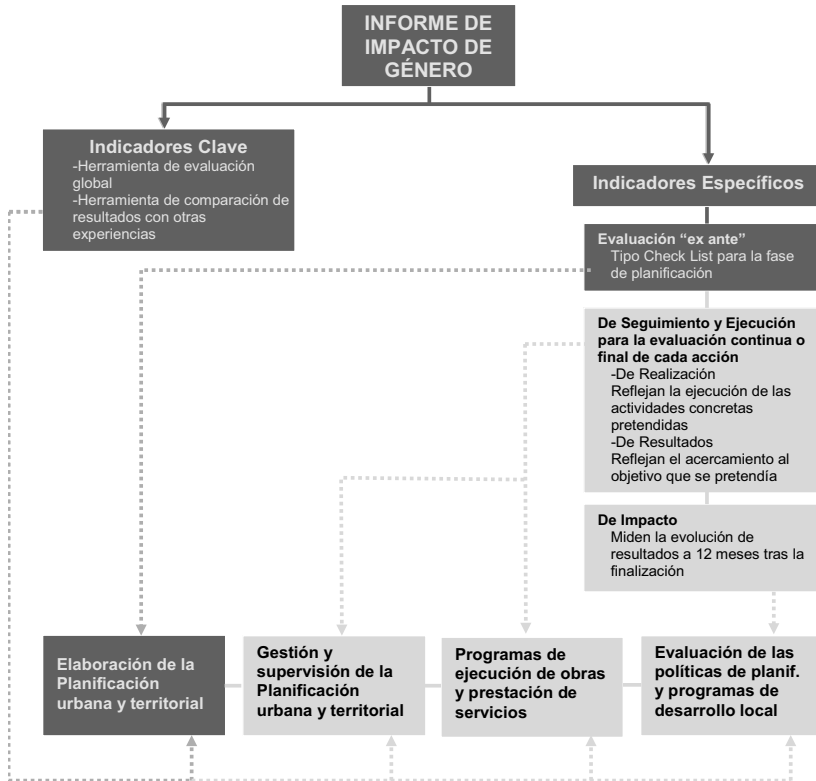 INFORME DE
IMPACTO DE
GÉNERO
Indicadores Clave
-Herramienta de evaluación
global
-Herramienta de comparación de
resultados con otras
experiencias
Indicadores Específicos
Evaluación “ex ante”
Tipo Check List para la fase
de planificación
De Seguimiento y Ejecución
para la evaluación continua o
final de cada acción
-De Realización
Reflejan la ejecución de las
actividades concretas
pretendidas
-De Resultados
Reflejan el acercamiento al
objetivo que se pretendía
De Impacto
Miden la evolución de
resultados a 12 meses tras la
finalización
Elaboración de la
Planificación
urbana y territorial
Gestión y
supervisión de la
Planificación
urbana y territorial
Programas de
ejecución de obras
y prestación de
servicios
Evaluación de las
políticas de planif.
y programas de
desarrollo local